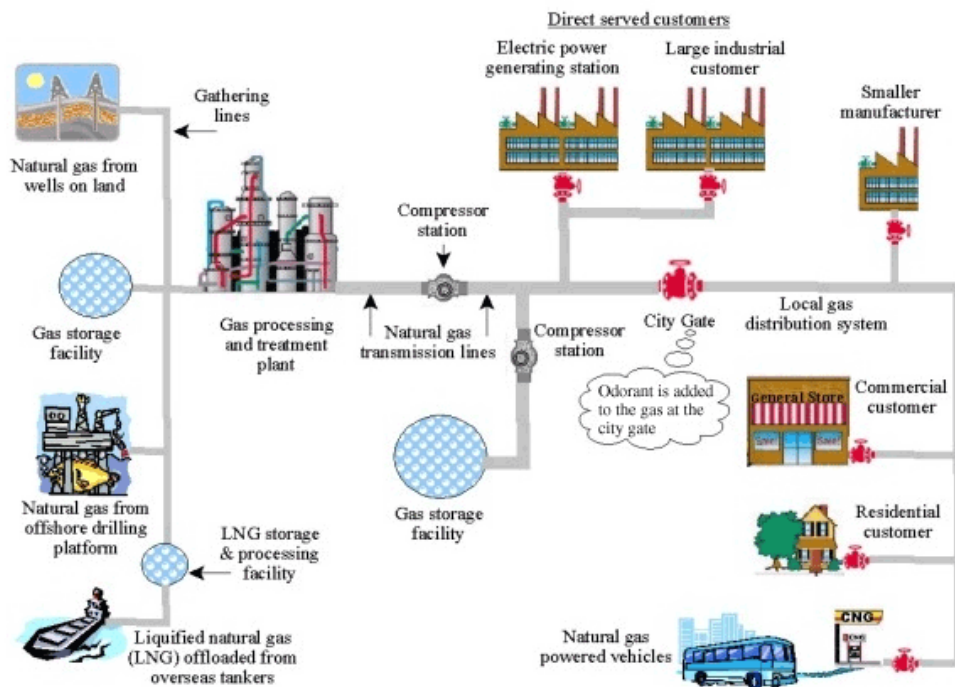 Direct served customers
Electric power
generating station
Large industrial
customer
Smaller
manufacturer
Gathering
lines
Natural gas from
wells on land
Compressor
station
Gas storage
facility
Gas processing
and treatment
plant
Natural gas
transmission lines
Compressor
station
City Gate
Local gas
distribution system
Odorant is added
to the gas at the
city gate
General Store
Sale!
Sale!
Commercial
customer
Natural gas from
offshore drilling
platform
Gas storage
facility
Residential
customer
LNG storage
& processing
facility
Liquified natural gas
(LNG) offloaded from
overseas tankers
Natural gas
powered vehicles
CNG
CNG